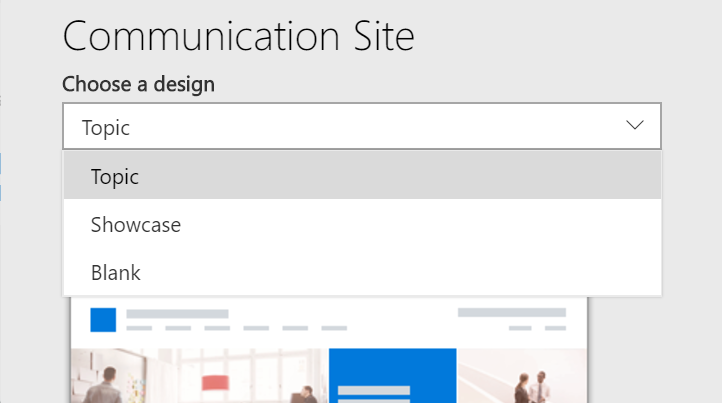 Communication Site
Choose a design
Topic
Topic
Showcase
Blank